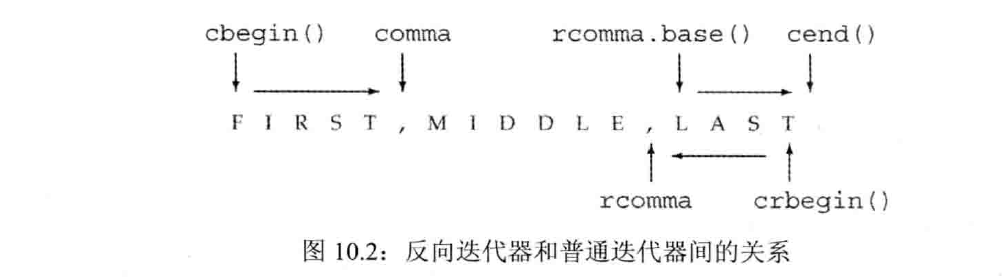 cbegin() comma rcomma.base() cend()
F I R S T , M I D D L E , L A S T
rcomma crbegin()
图 10.2：反向迭代器和普通迭代器间的关系